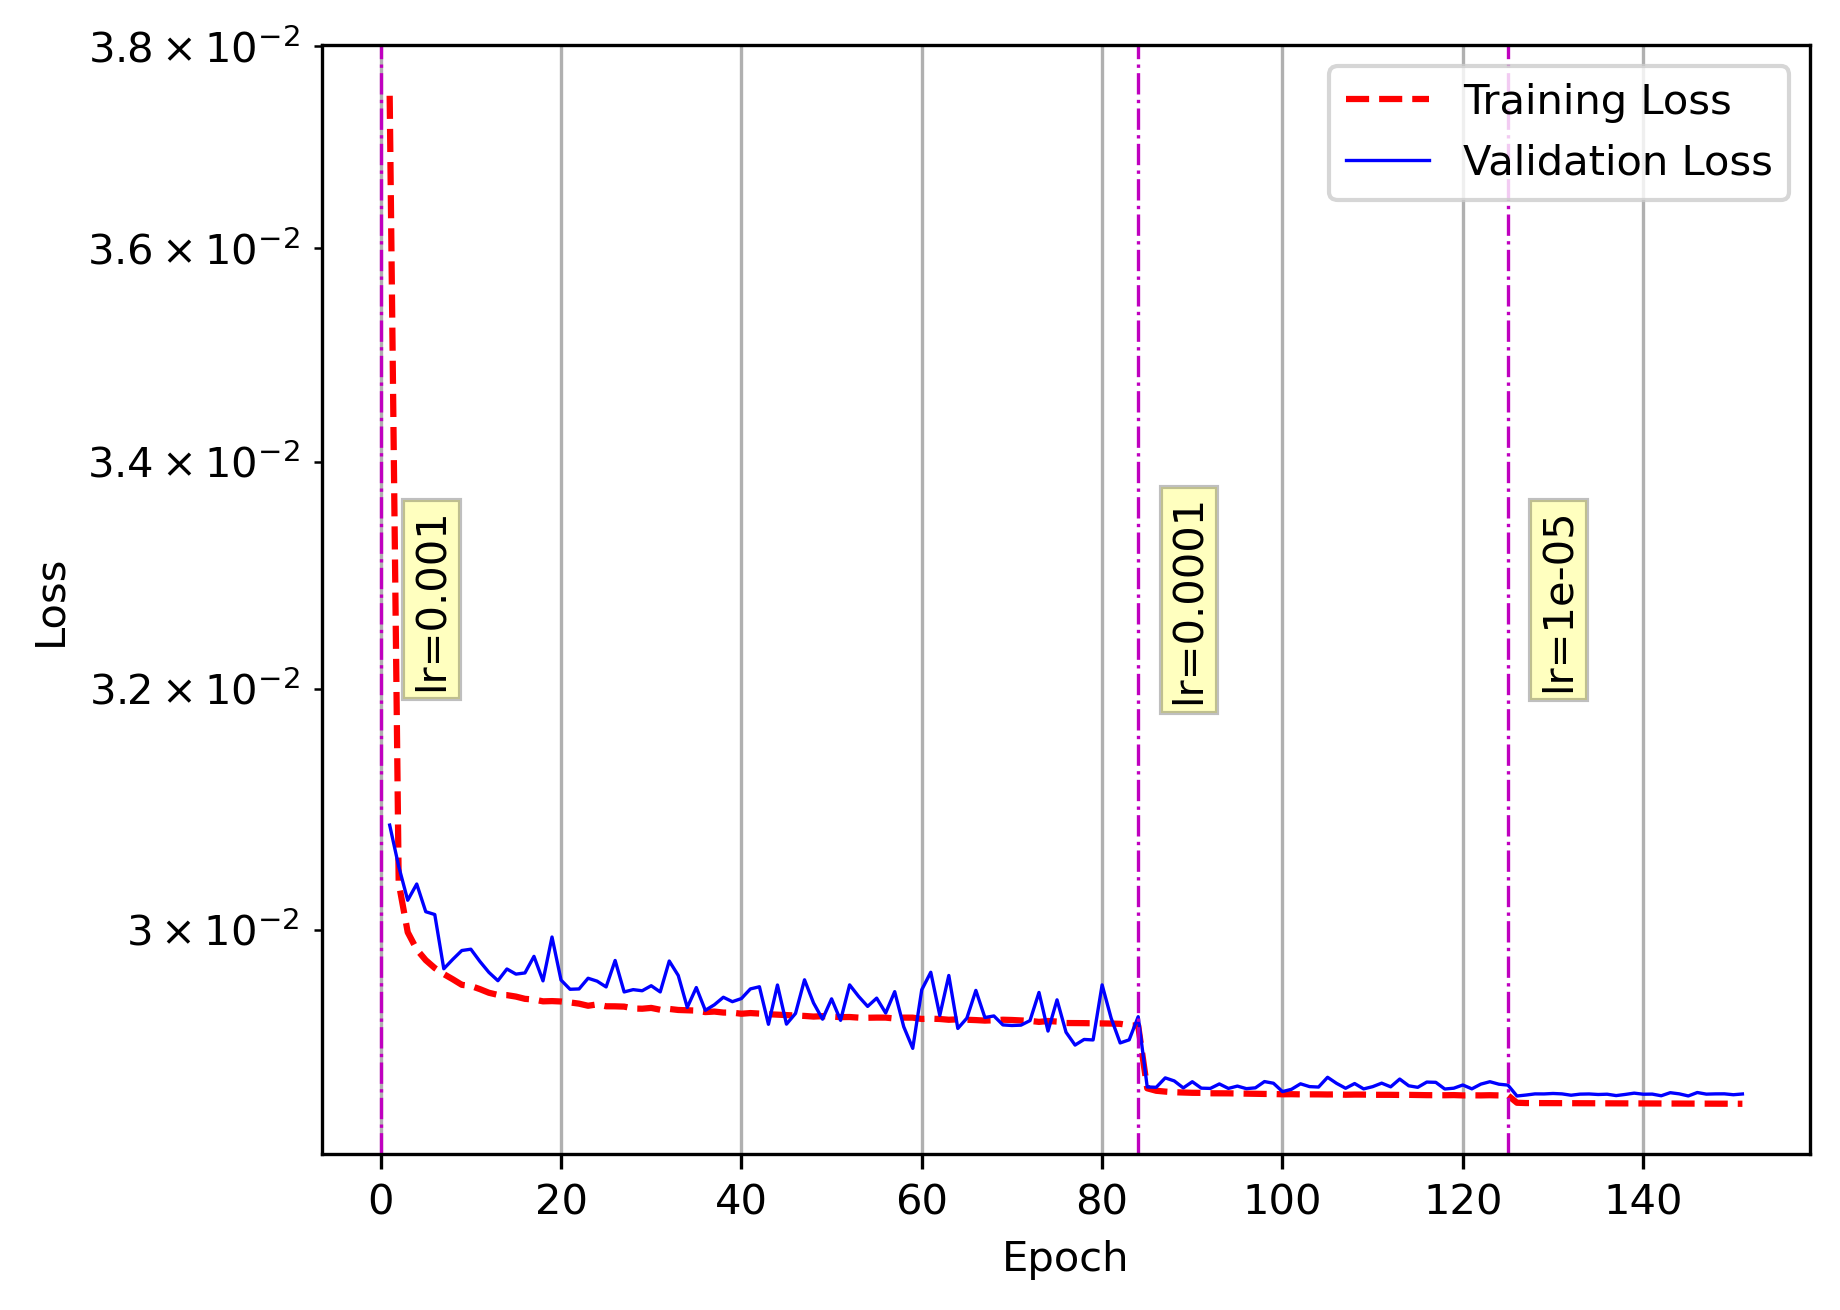 3.8 × 10⁻²
3.6 × 10⁻²
3.4 × 10⁻²
3.2 × 10⁻²
3 × 10⁻²
Loss
Training Loss
Validation Loss
lr=0.001
lr=0.0001
lr=1e-05
0 20 40 60 80 100 120 140
Epoch